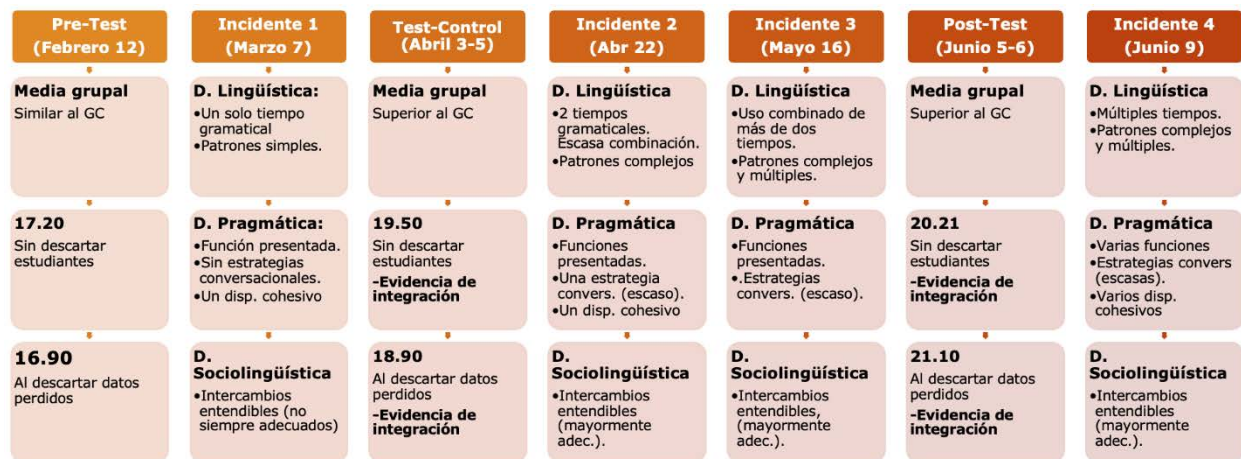 Pre-Test
(Febrero 12)
Media grupal
Similar al GC
17.20
Sin descartar
estudiantes
16.90
Al descartar datos
perdidos
Incidente 1
(Marzo 7)
D. Lingüística:
•Un solo tiempo
gramatical
•Patrones simples.
D. Pragmática:
•Función presentada.
•Sin estrategias
conversacionales.
•Un disp. cohesivo
D.
Sociolingüística
•Intercambios
entendibles (no
siempre adecuados)
Test-Control
(Abril 3-5)
Media grupal
Superior al GC
19.50
Sin descartar
estudiantes
-Evidencia de
integración
18.90
Al descartar datos
perdidos
-Evidencia de
integración
Incidente 2
(Abr 22)
D. Lingüística
•2 tiempos
gramaticales.
Escasa combinación.
•Patrones complejos
D. Pragmática
•Funciones
presentadas.
•Una estrategia
convers. (escaso).
•Un disp. cohesivo
D.
Sociolingüística
•Intercambios
entendibles
(mayormente
adec.).
Incidente 3
(Mayo 16)
D. Lingüística
•Uso combinado de
más de dos
tiempos.
•Patrones complejos
y múltiples.
D. Pragmática
•Funciones
presentadas.
•.Estrategias
convers. (escaso).
D.
Sociolingüística
•Intercambios
entendibles,
(mayormente
adec.).
Post-Test
(Junio 5-6)
Media grupal
Superior al GC
20.21
Sin descartar
estudiantes
-Evidencia de
integración
21.10
Al descartar datos
perdidos
-Evidencia de
integración
Incidente 4
(Junio 9)
D. Lingüística
•Múltiples tiempos.
•Patrones complejos
y múltiples.
D. Pragmática
•Varias funciones
•Estrategias convers
(escasas).
•Varios disp.
cohesivos
D.
Sociolingüística
•Intercambios
entendibles
(mayormente
adec.).